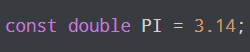 const double PI = 3.14;